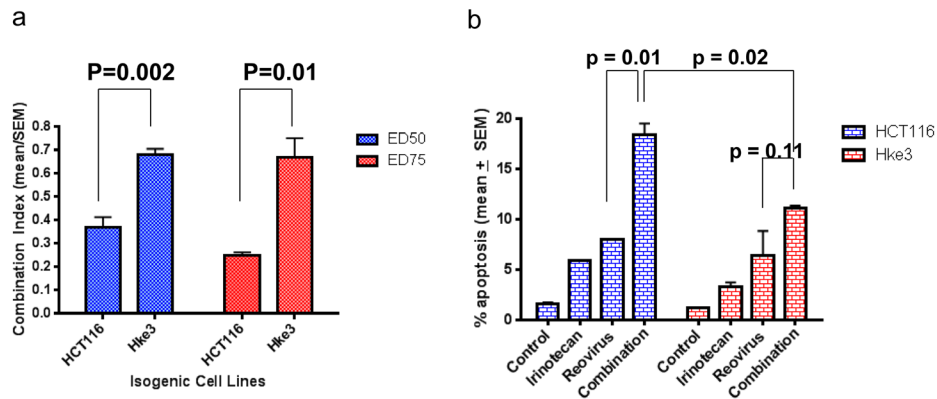 a
P=0.002
P=0.01
Combination Index (mean/SEM)
0.8
0.7
0.6
0.5
0.4
0.3
0.2
0.1
0.0
HCT116
Hke3
HCT116
Hke3
Isogenic Cell Lines
ED50
ED75
b
p = 0.01
p = 0.02
p = 0.11
% apoptosis (mean ± SEM)
20
15
10
5
0
Control
Irinotecan
Reovirus
Combination
Control
Irinotecan
Reovirus
Combination
HCT116
Hke3